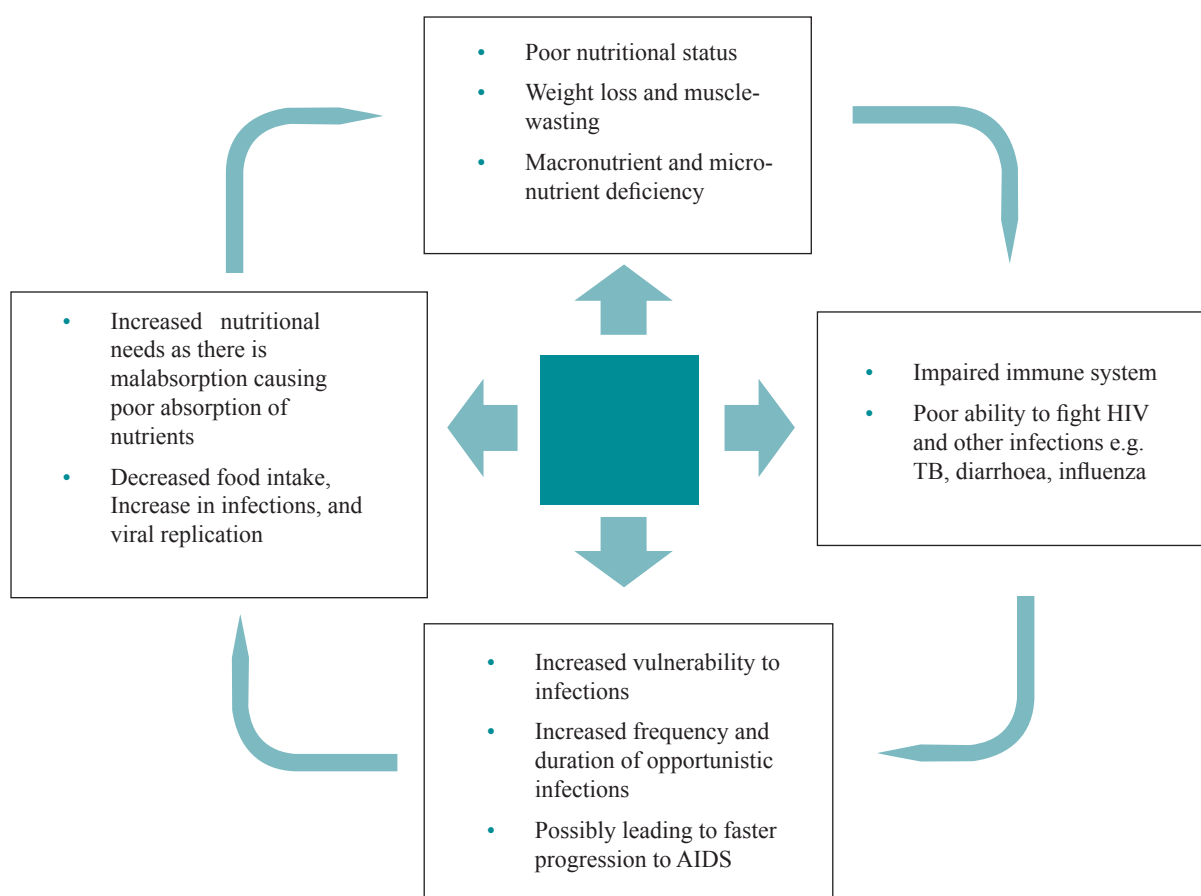 • Poor nutritional status
• Weight loss and muscle-
wasting
• Macronutrient and micro-
nutrient deficiency
• Increased nutritional
needs as there is
malabsorption causing
poor absorption of
nutrients
• Decreased food intake,
Increase in infections, and
viral replication
• Impaired immune system
• Poor ability to fight HIV
and other infections e.g.
TB, diarrhoea, influenza
• Increased vulnerability to
infections
• Increased frequency and
duration of opportunistic
infections
• Possibly leading to faster
progression to AIDS